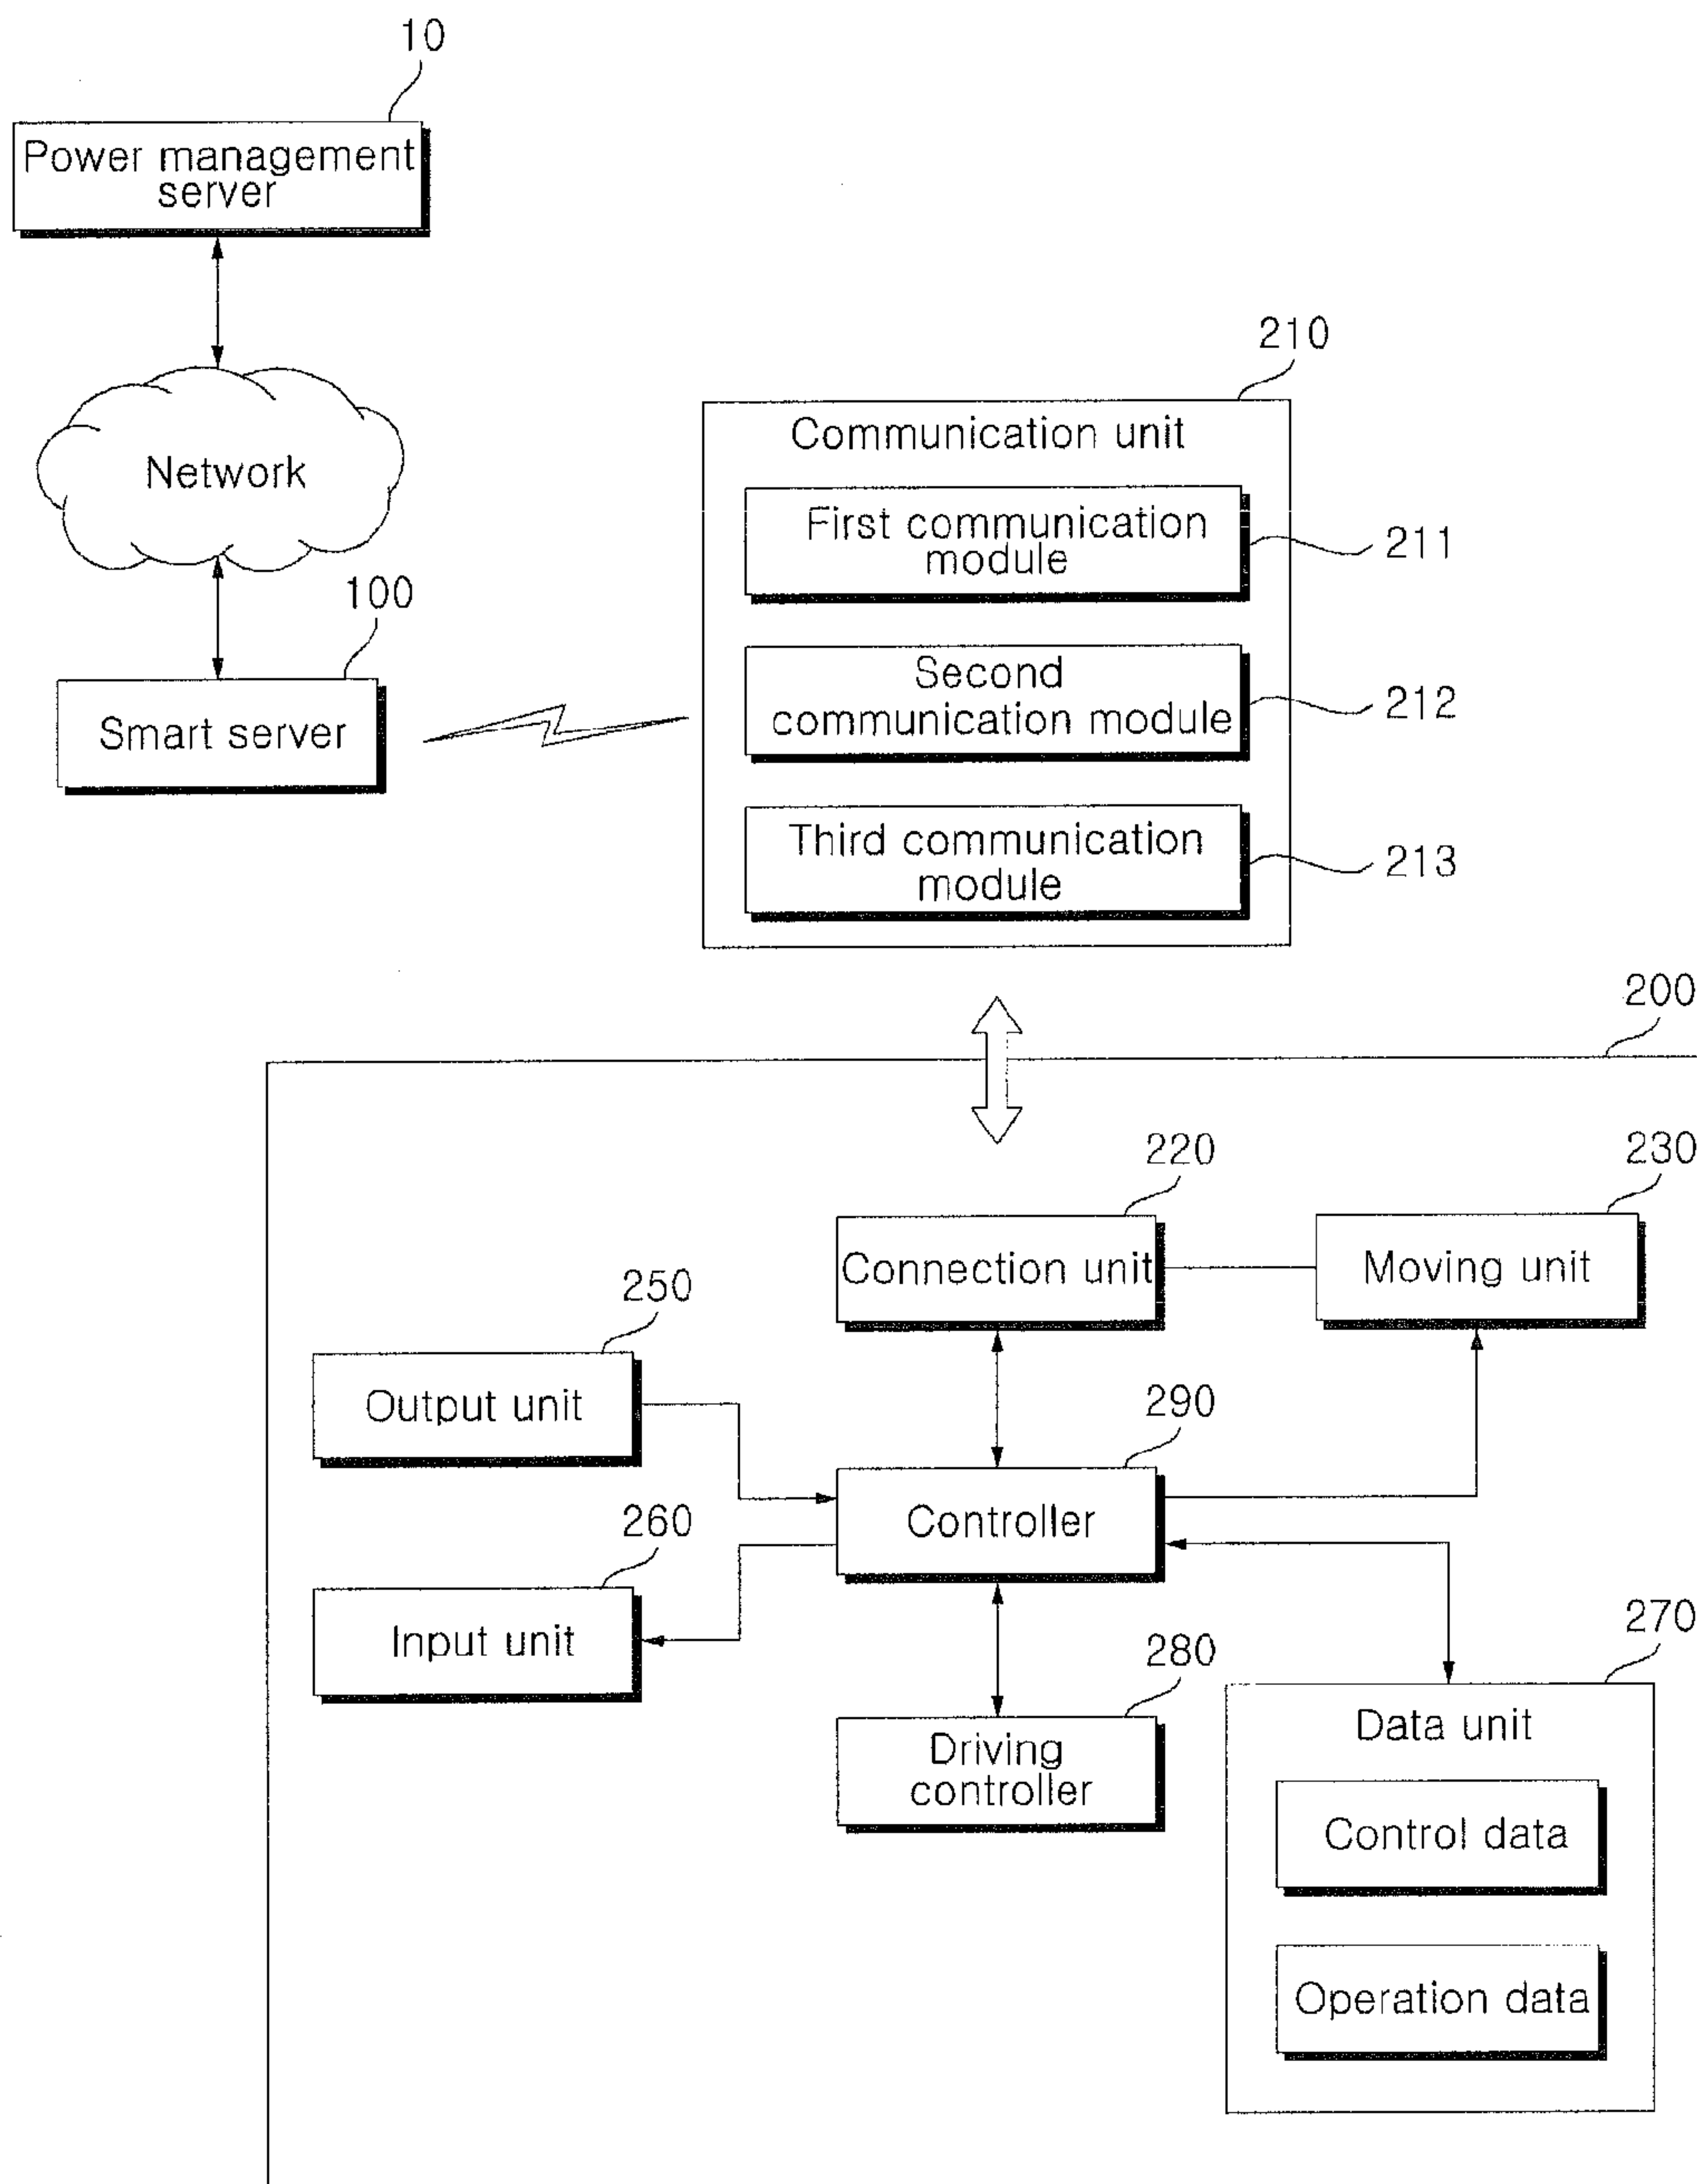 10
Power management
server
Network
100
Smart server
210
Communication unit
First communication
module
211
Second
communication module
212
Third communication
module
213
200
220
Connection unit
230
Moving unit
250
Output unit
290
Controller
260
Input unit
280
Driving
controller
270
Data unit
Control data
Operation data